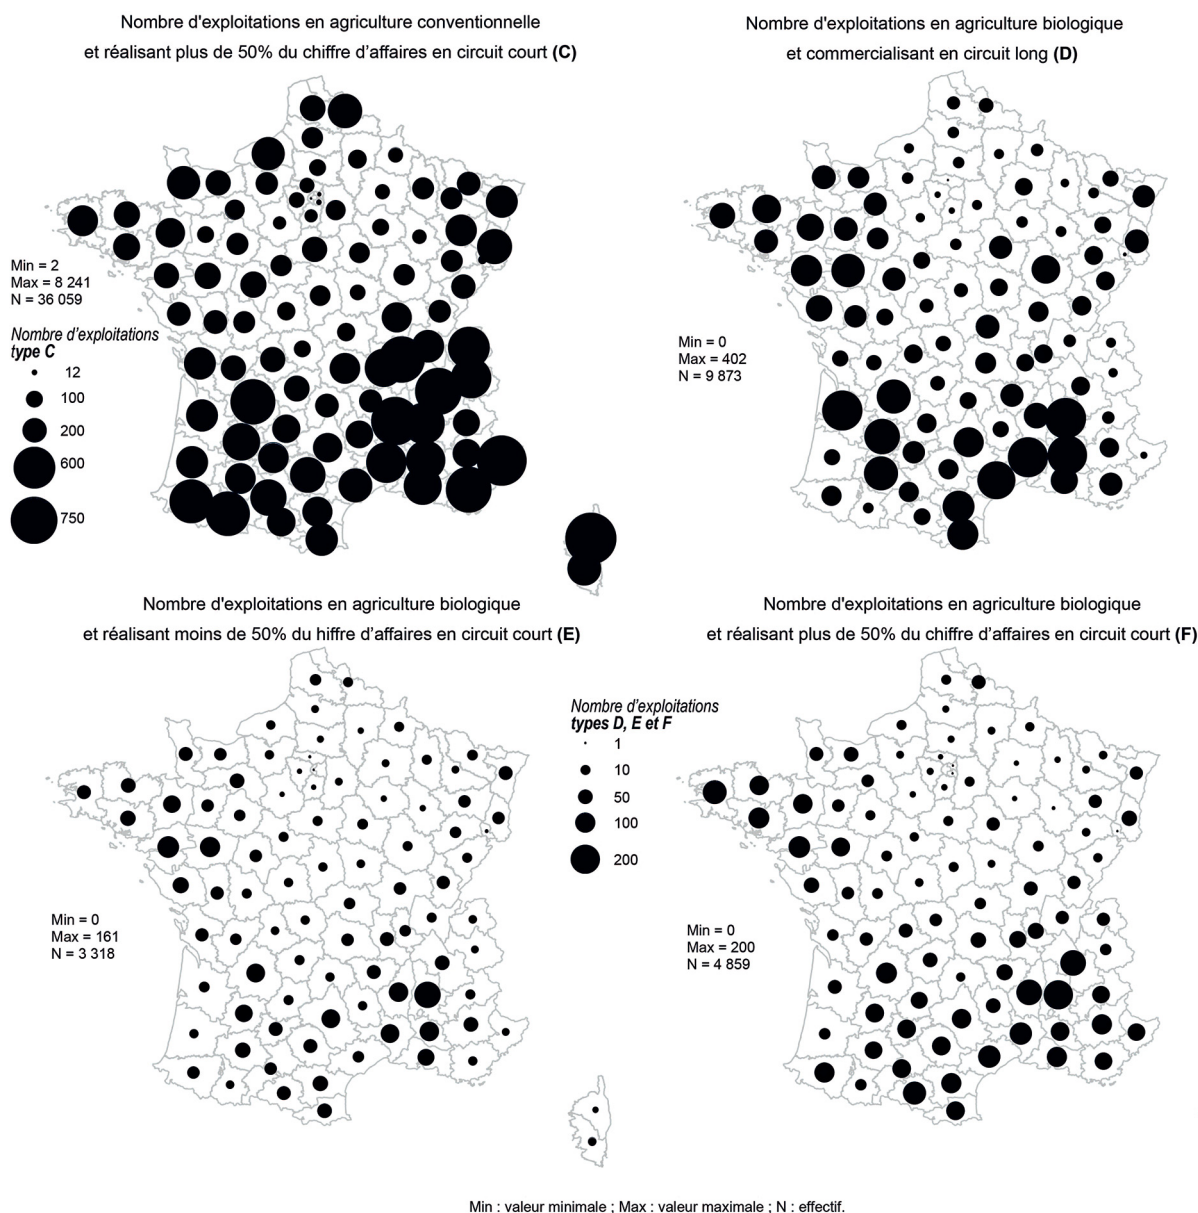 Nombre d'exploitations en agriculture conventionnelle
et réalisant plus de 50% du chiffre d'affaires en circuit court (C)
Nombre d'exploitations en agriculture biologique
et commercialisant en circuit long (D)
Min = 2
Max = 8 241
N = 36 059
Nombre d'exploitations
type C
12
100
200
600
750
Min = 0
Max = 402
N = 9 873
Nombre d'exploitations en agriculture biologique
et réalisant moins de 50% du hiffre d'affaires en circuit court (E)
Nombre d'exploitations en agriculture biologique
et réalisant plus de 50% du chiffre d'affaires en circuit court (F)
Min = 0
Max = 161
N = 3 318
Nombre d'exploitations
types D, E et F
1
10
50
100
200
Min = 0
Max = 200
N = 4 859
Min : valeur minimale ; Max : valeur maximale ; N : effectif.